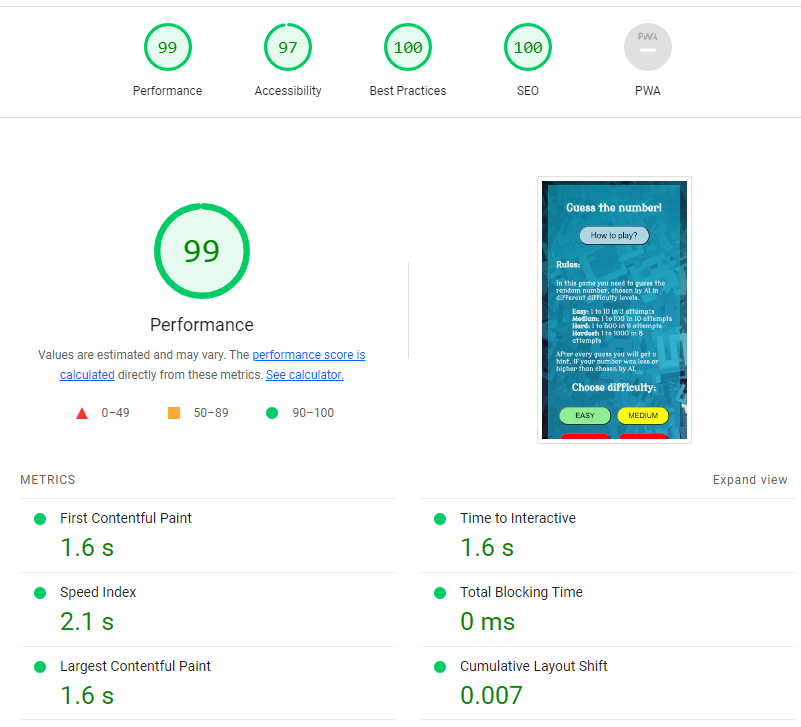 99
97
100
100
PWA
Performance
Accessibility
Best Practices
SEO
PWA
99
Performance
Values are estimated and may vary. The performance score is
calculated directly from these metrics. See calculator.
0–49
50–89
90–100
Guess the number!
How to play?
Rules:
In this game you need to guess the
random number, chosen by AI in
different difficulty levels.
Easy: 1 to 10 in 3 attempts
Medium: 1 to 100 in 10 attempts
Hard: 1 to 500 in 9 attempts
Hardest: 1 to 1000 in 8
attempts
After every guess you will get a
hint, if your number was less or
higher than chosen by AI.
Choose difficulty:
EASY
MEDIUM
METRICS
Expand view
First Contentful Paint
1.6 s
Time to Interactive
1.6 s
Speed Index
2.1 s
Total Blocking Time
0 ms
Largest Contentful Paint
1.6 s
Cumulative Layout Shift
0.007